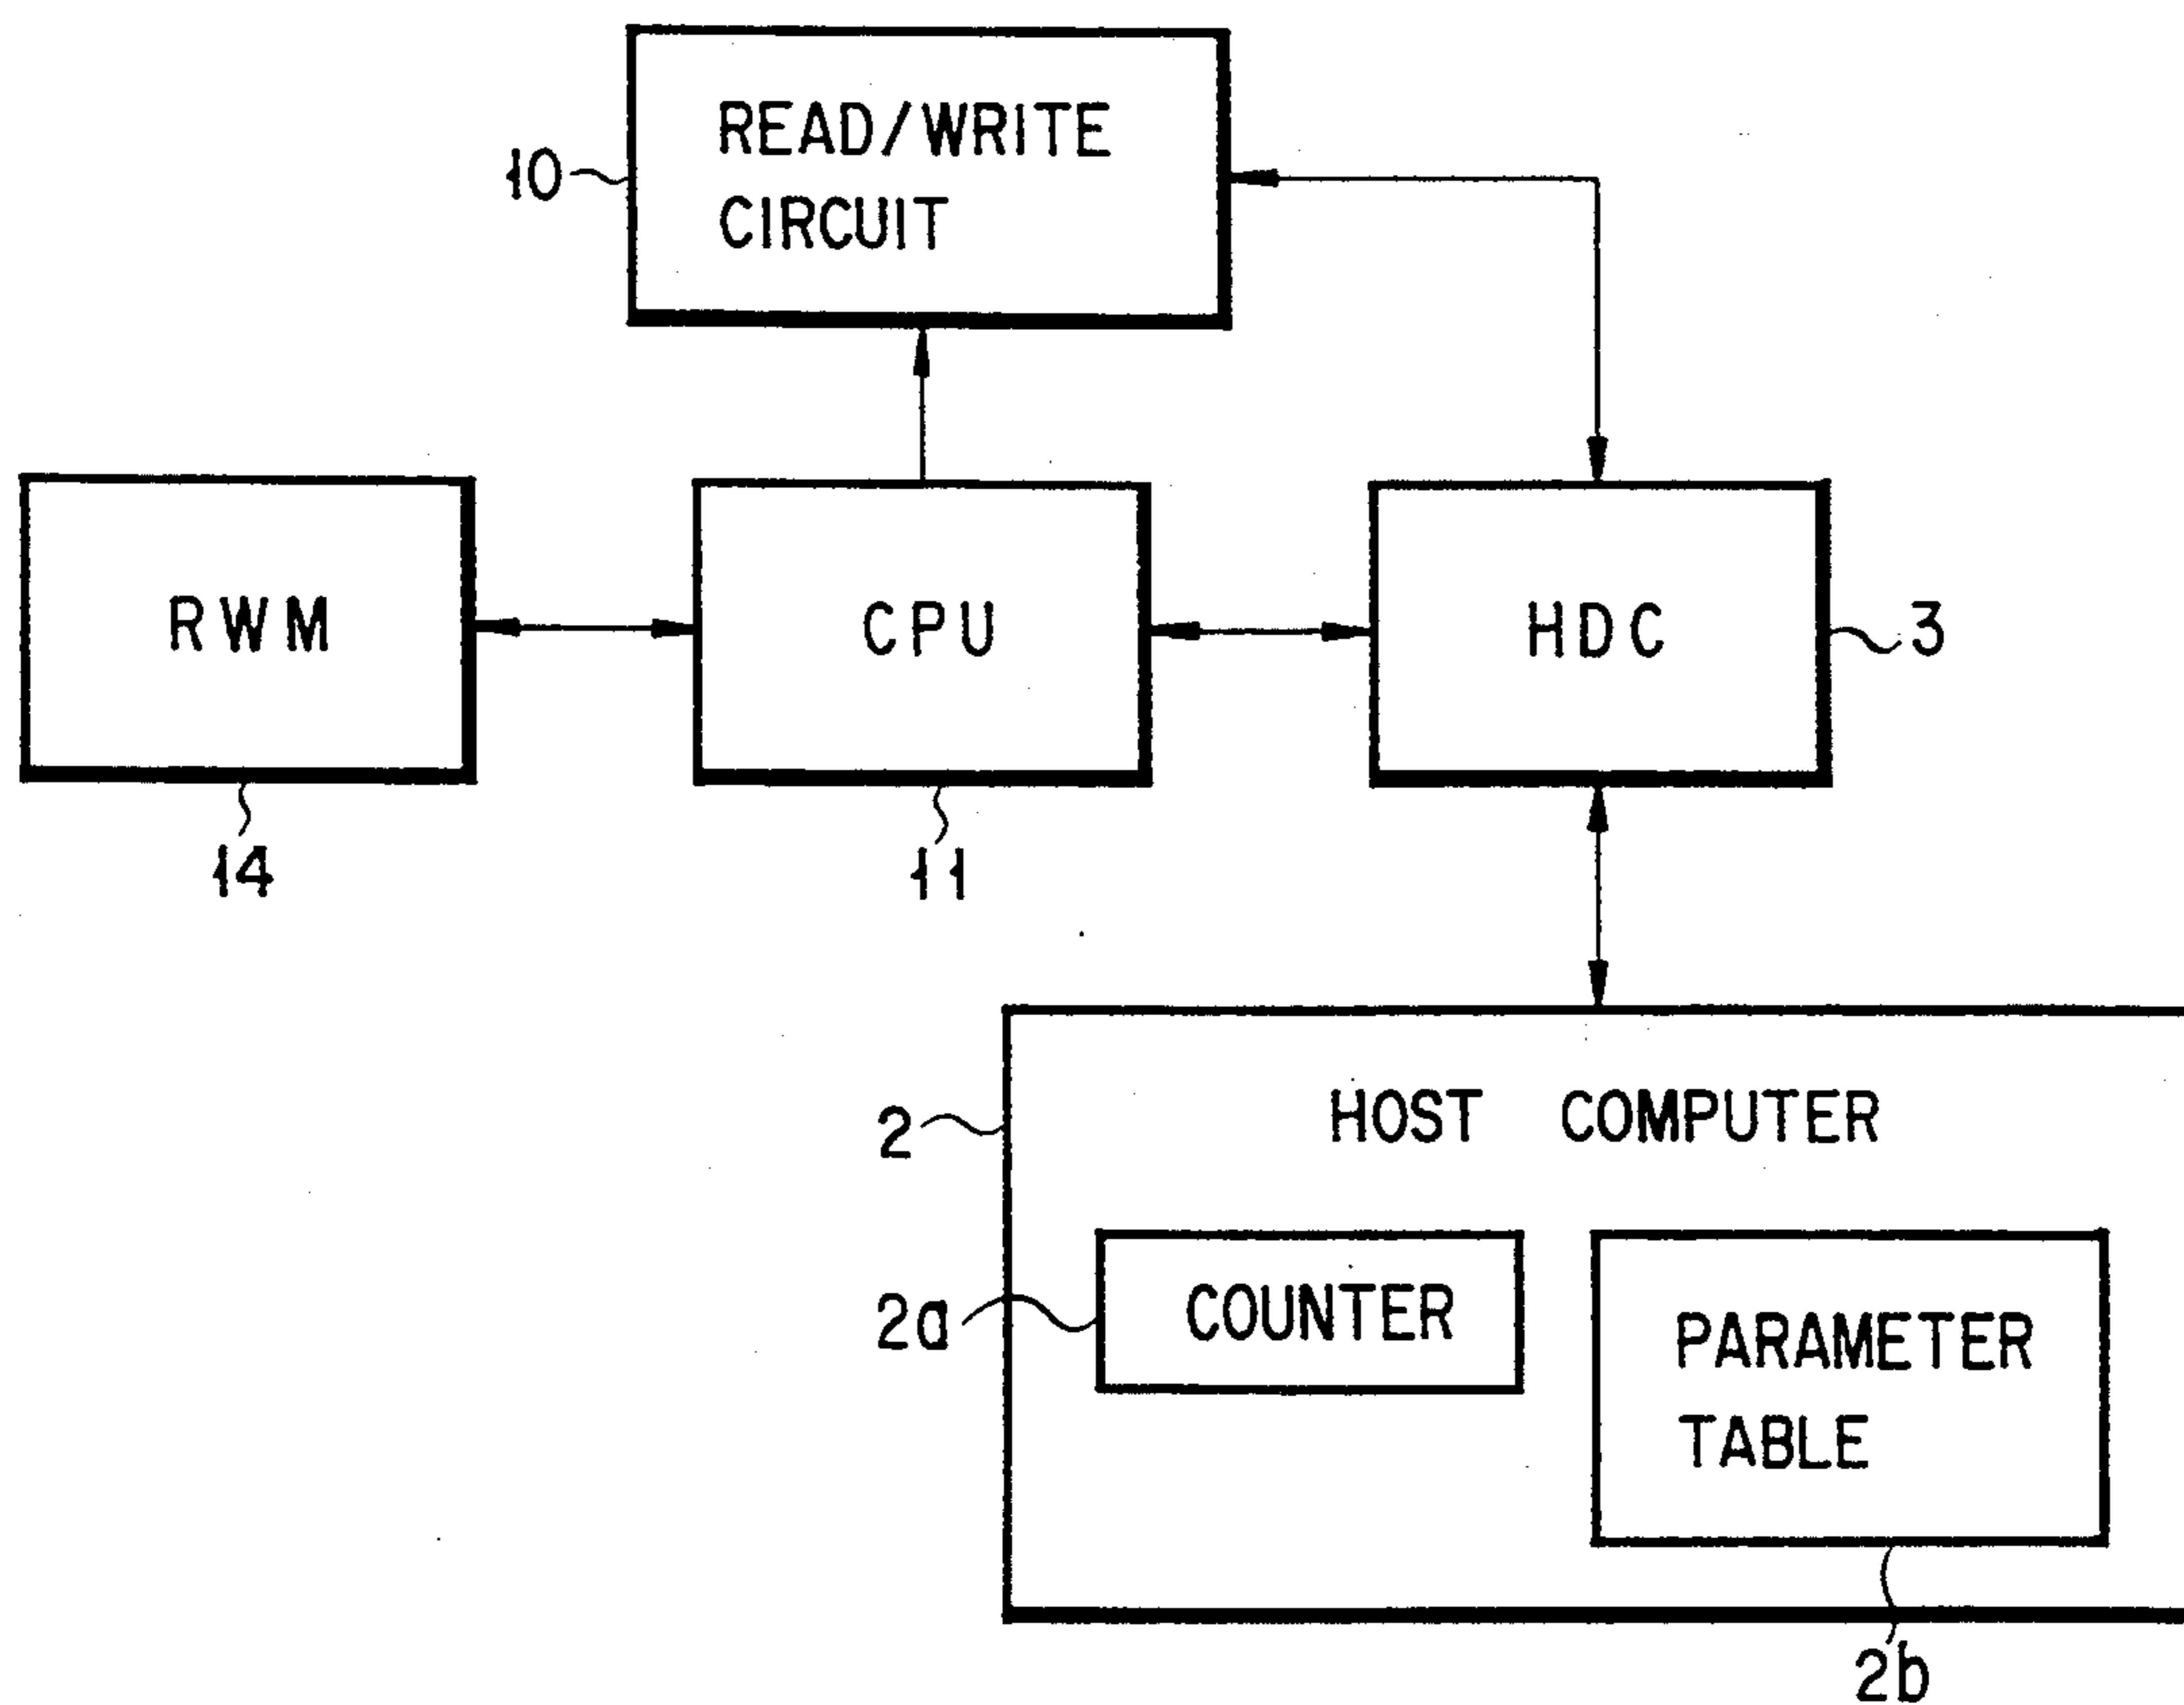 READ/WRITE
CIRCUIT
10
RWM
CPU
HDC
3
14
11
HOST COMPUTER
2
COUNTER
2a
PARAMETER
TABLE
2b